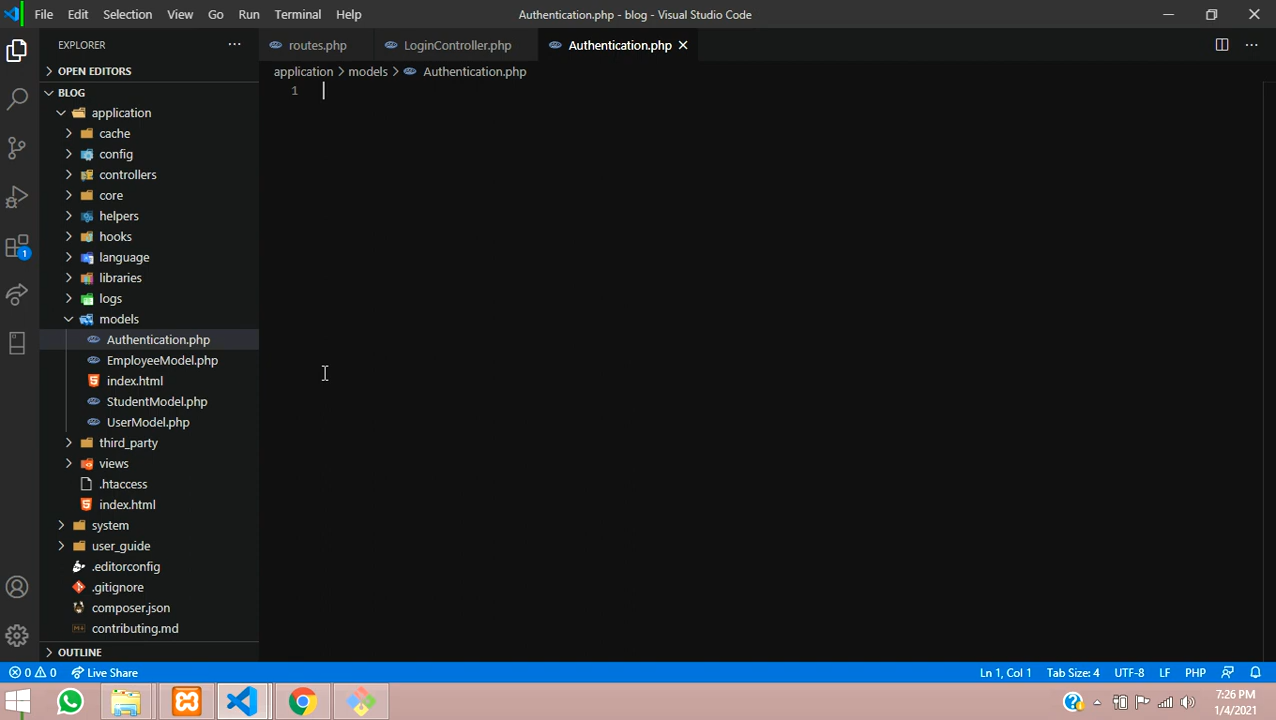 File Edit Selection View Go Run Terminal Help
Authentication.php - blog - Visual Studio Code
EXPLORER
routes.php
LoginController.php
Authentication.php
OPEN EDITORS
application > models > Authentication.php
BLOG
1
application
cache
config
controllers
core
helpers
hooks
language
libraries
logs
models
Authentication.php
EmployeeModel.php
index.html
StudentModel.php
UserModel.php
third_party
views
.htaccess
index.html
system
user_guide
.editorconfig
.gitignore
composer.json
contributing.md
OUTLINE
1
0 0 Live Share
Ln 1, Col 1 Tab Size: 4 UTF-8 LF PHP
7:26 PM
1/4/2021